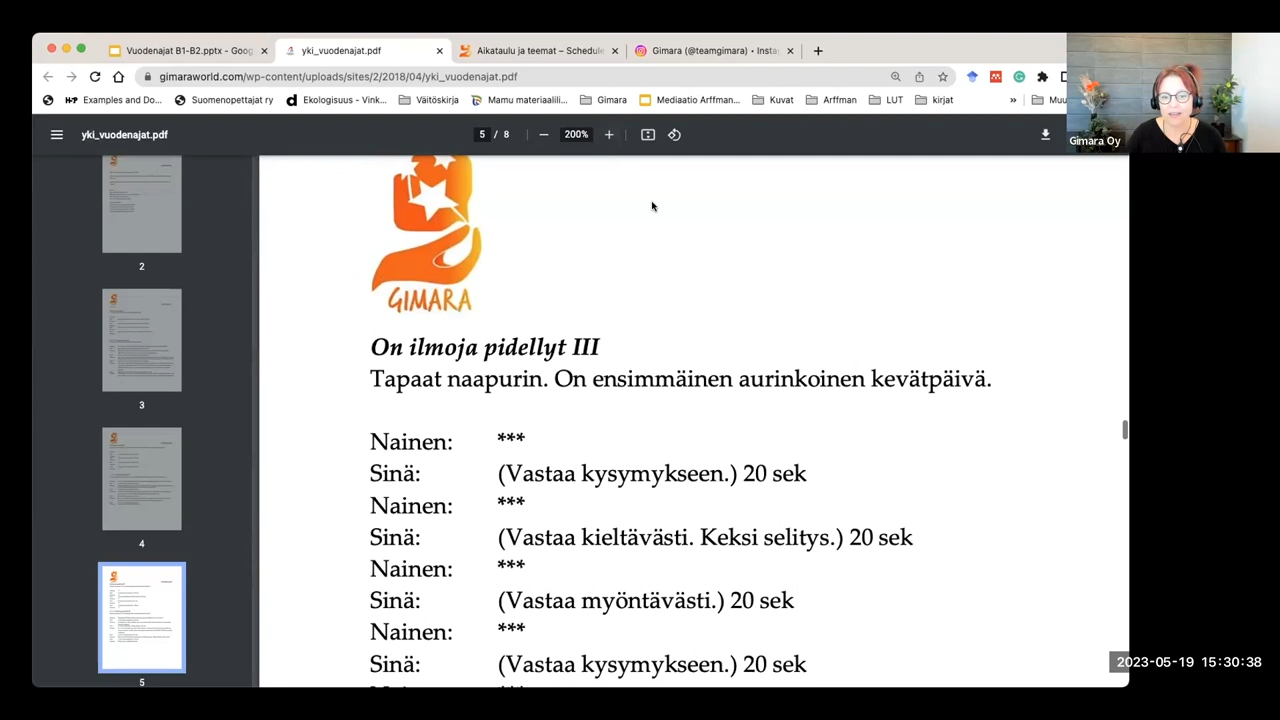 Vuodenajat B1-B2.pptx - Goog
yki_vuodenajat.pdf
Aikataulu ja teemat – Schedule
Gimara (@teamgimara) • Insta
gimaraworld.com/wp-content/uploads/sites/2/2018/04/yki_vuodenajat.pdf
Examples and Do...
Suomenopettajat ry
Ekologisuus - Vink...
Väitöskirja
Mamu materiaalili...
Gimara
Mediaatio Arffman...
Kuvat
Arffman
LUT
kirjat
»
Muu
Gimara Oy
yki_vuodenajat.pdf
5 / 8
200%
2
3
4
5
GIMARA
On ilmoja pidellyt III
Tapaat naapurin. On ensimmäinen aurinkoinen kevätpäivä.
Nainen: ***
Sinä: (Vastaa kysymykseen.) 20 sek
Nainen: ***
Sinä: (Vastaa kieltävästi. Keksi selitys.) 20 sek
Nainen: ***
Sinä: (Vastaa myöntävästi.) 20 sek
Nainen: ***
Sinä: (Vastaa kysymykseen.) 20 sek
2023-05-19 15:30:38